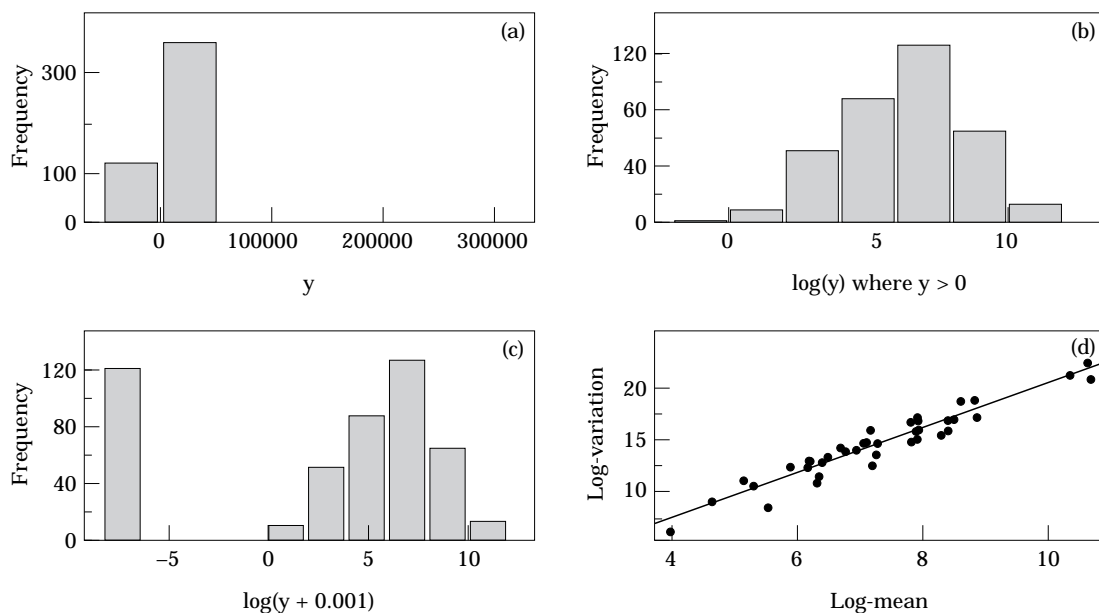 (a)
300
100
0
Frequency
0 100000 200000 300000
y
(b)
120
60
40
0
Frequency
0 5 10
log(y) where y > 0
(c)
120
80
40
0
Frequency
−5 0 5 10
log(y + 0.001)
(d)
20
15
10
Log-variation
4 6 8 10
Log-mean